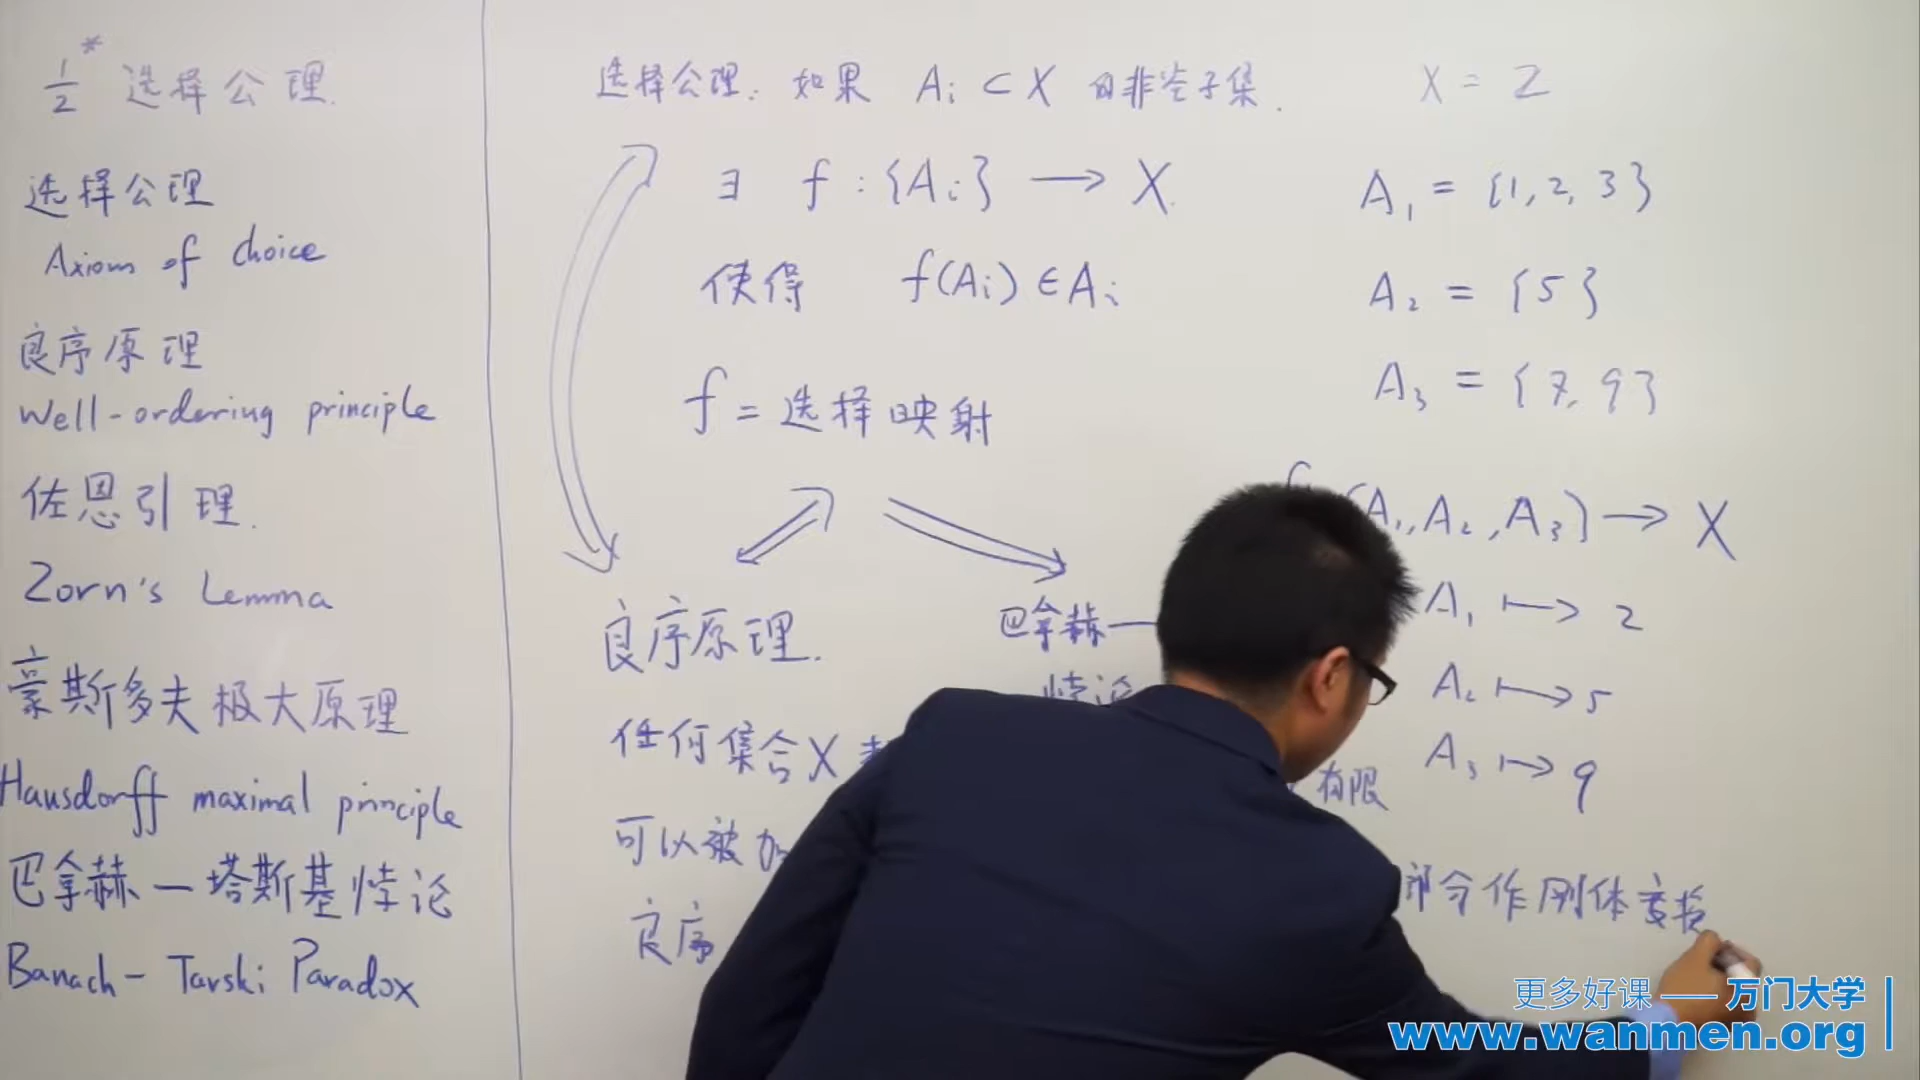 1/2* 选择公理.
选择公理
Axiom of choice
良序原理
Well-ordering principle
佐恩引理.
Zorn's Lemma
豪斯多夫极大原理
Hausdorff maximal principle
巴拿赫—塔斯基悖论
Banach-Tarski Paradox
选择公理: 如果 Ai ⊂ X 的非空子集.
∃ f : {Ai} → X.
使得 f(Ai) ∈ Ai
f = 选择映射
良序原理.
任何集合X
可以被加
良序
巴拿赫—
悖论
有限
部分作刚体变换
X = Z
A₁ = {1, 2, 3}
A₂ = {5}
A₃ = {7, 9}
A₁, A₂, A₃} → X
A₁ ↦ 2
A₂ ↦ 5
A₃ ↦ 9
更多好课 —— 万门大学
www.wanmen.org